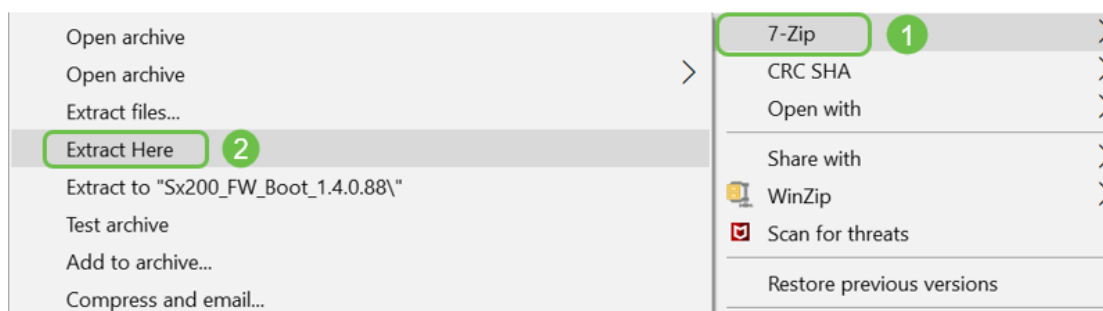 Open archive
Open archive
Extract files...
Extract Here 2
Extract to "Sx200_FW_Boot_1.4.0.88\"
Test archive
Add to archive...
Compress and email...
7-Zip 1
CRC SHA
Open with
Share with
WinZip
Scan for threats
Restore previous versions